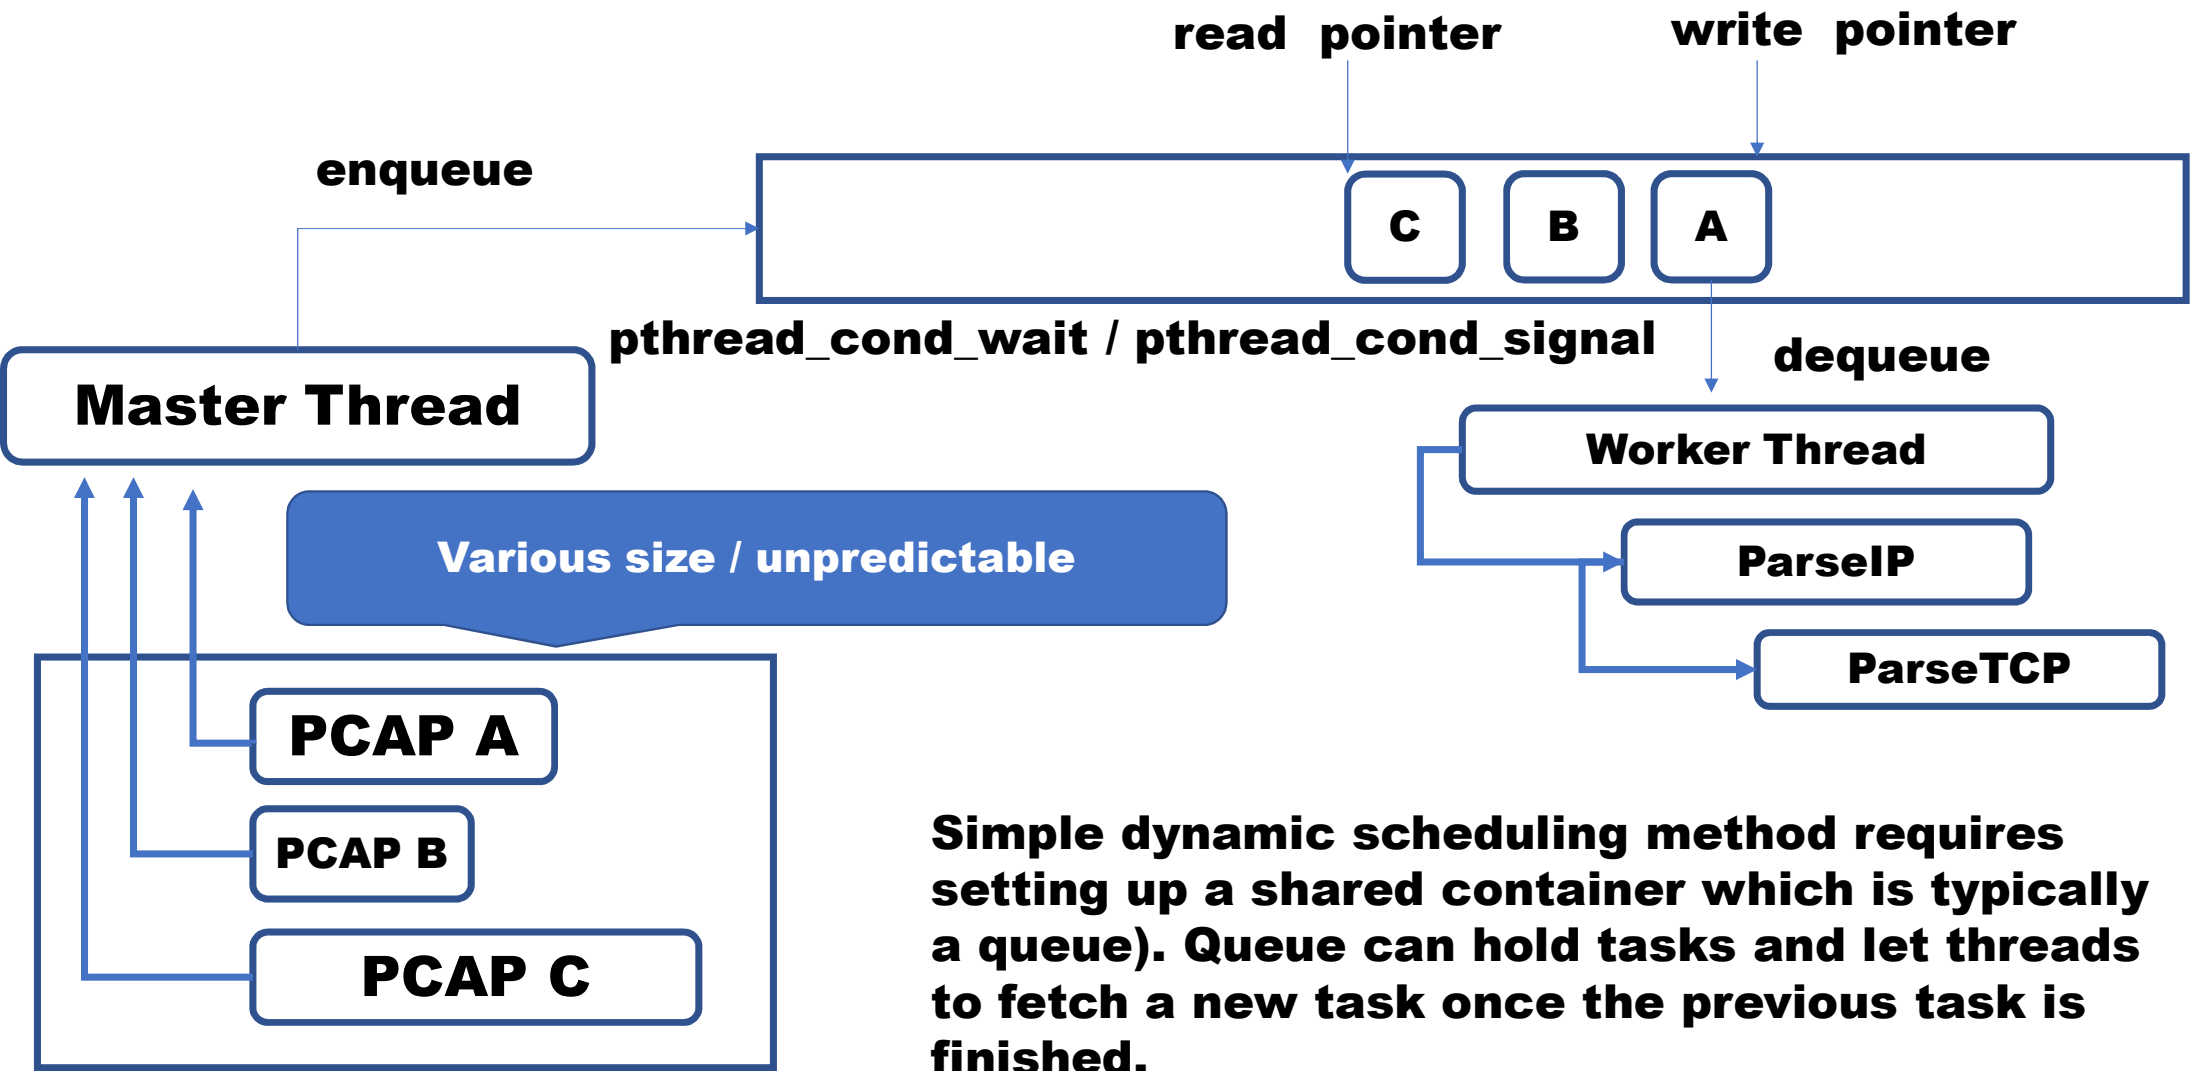 read pointer
write pointer
enqueue
C
B
A
pthread_cond_wait / pthread_cond_signal
dequeue
Master Thread
Worker Thread
Various size / unpredictable
ParseIP
ParseTCP
PCAP A
PCAP B
PCAP C
Simple dynamic scheduling method requires
setting up a shared container which is typically
a queue). Queue can hold tasks and let threads
to fetch a new task once the previous task is
finished.